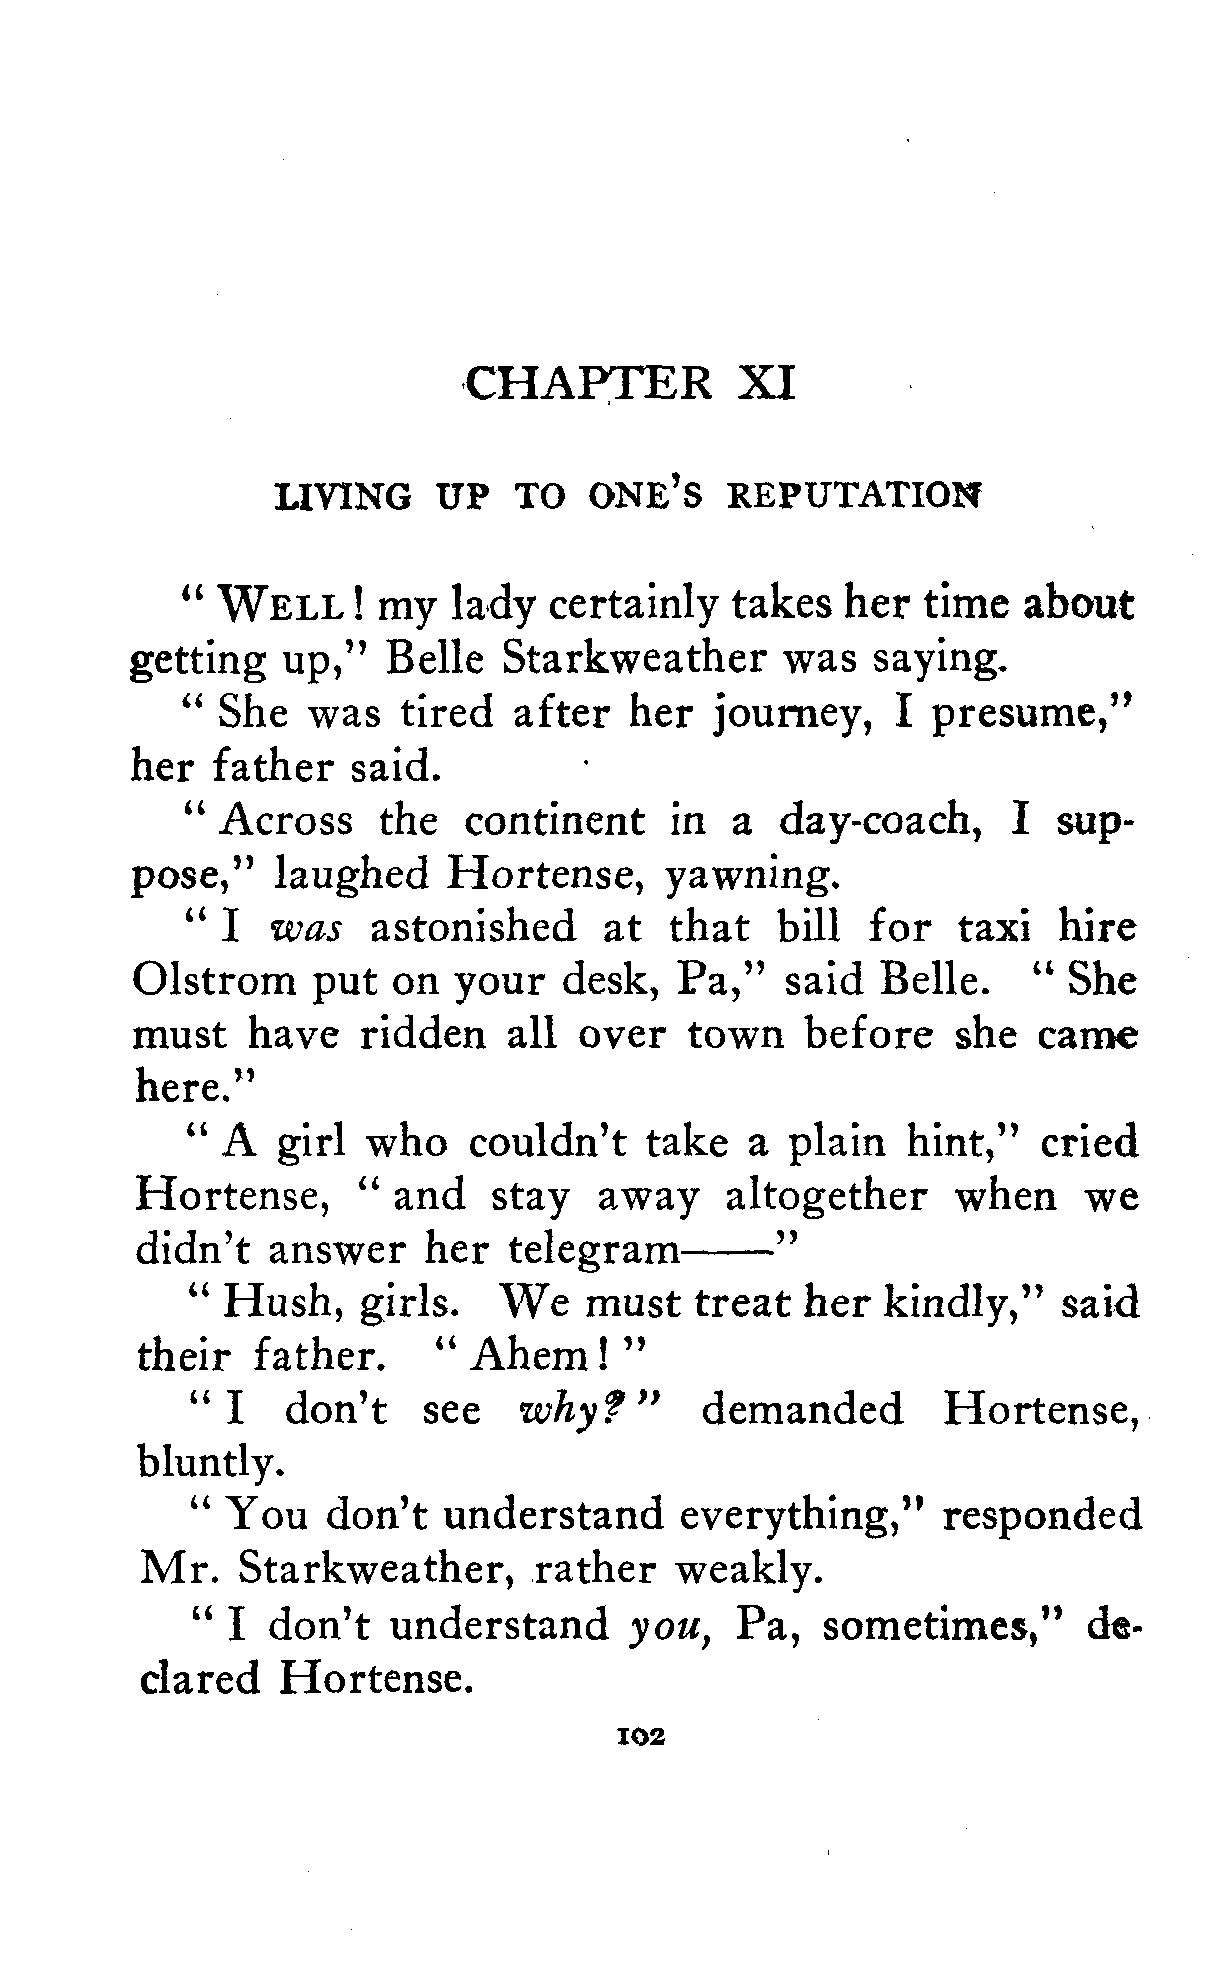 CHAPTER XI
LIVING UP TO ONE'S REPUTATION
" WELL! my lady certainly takes her time about
getting up," Belle Starkweather was saying.
" She was tired after her journey, I presume,"
her father said.
" Across the continent in a day-coach, I sup-
pose," laughed Hortense, yawning.
" I was astonished at that bill for taxi hire
Olstrom put on your desk, Pa," said Belle. " She
must have ridden all over town before she came
here."
" A girl who couldn't take a plain hint," cried
Hortense, " and stay away altogether when we
didn't answer her telegram——"
" Hush, girls. We must treat her kindly," said
their father. " Ahem! "
" I don't see why? " demanded Hortense,
bluntly.
" You don't understand everything," responded
Mr. Starkweather, rather weakly.
" I don't understand you, Pa, sometimes," de-
clared Hortense.
102